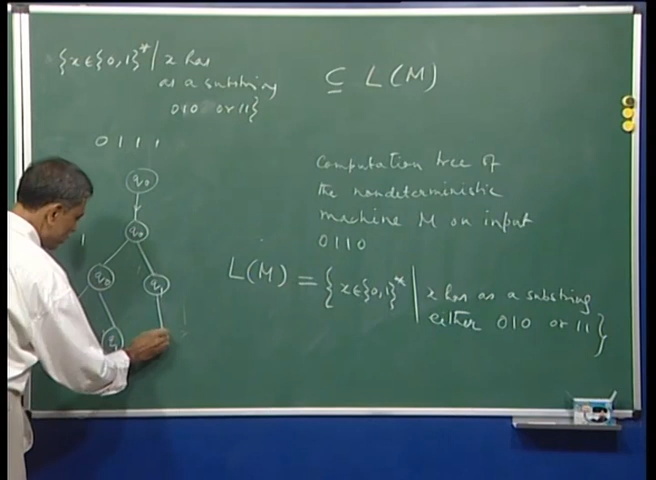 {x ∈ {0,1}* | x has
as a substring
010 or 11}
⊆ L(M)
0 1 1 1
q0
q0
q0 q1
q1
1
Computation tree of
the nondeterministic
machine M on input
0110
L(M) = {x ∈ {0,1}* | x has as a substring
either 010 or 11}